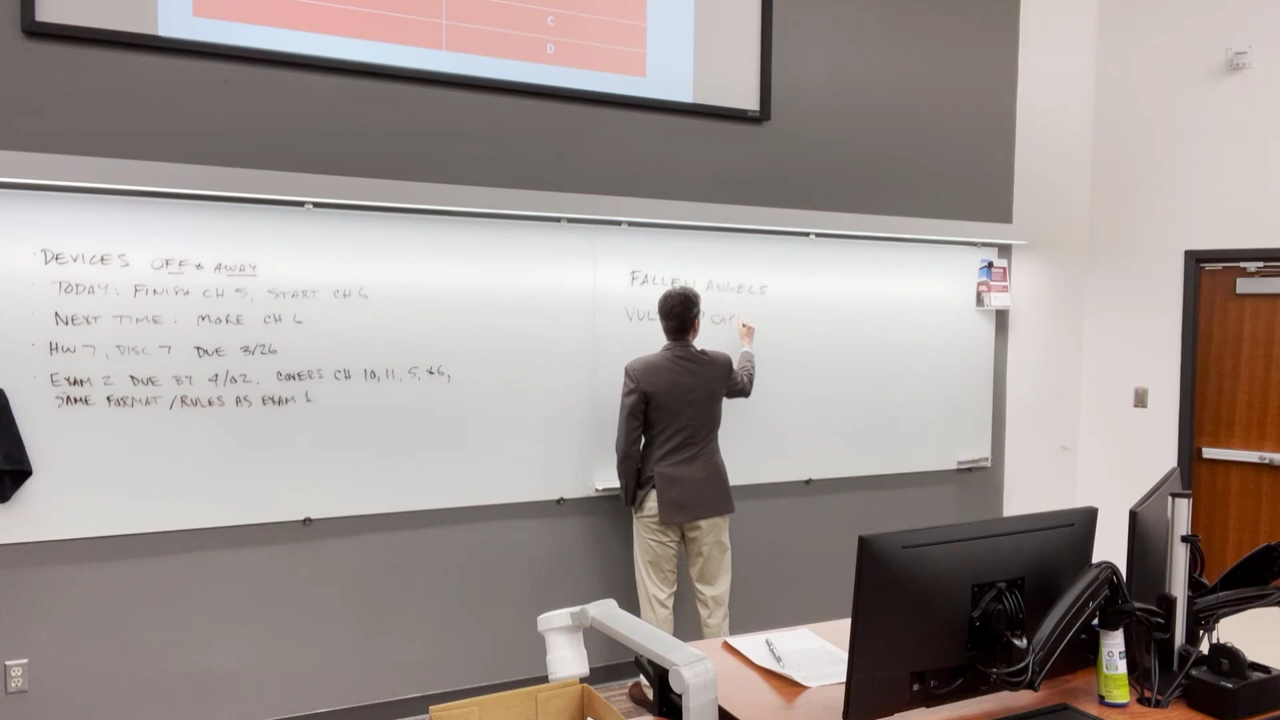 C
D
DEVICES OFF & AWAY
TODAY: FINISH CH 5, START CH 6
NEXT TIME: MORE CH 6
HW 7, DISC 7 DUE 3/26
EXAM 2 DUE BY 4/02. COVERS CH 10, 11, 5, & 6,
SAME FORMAT / RULES AS EXAM 1.
FALLEN ANGELS